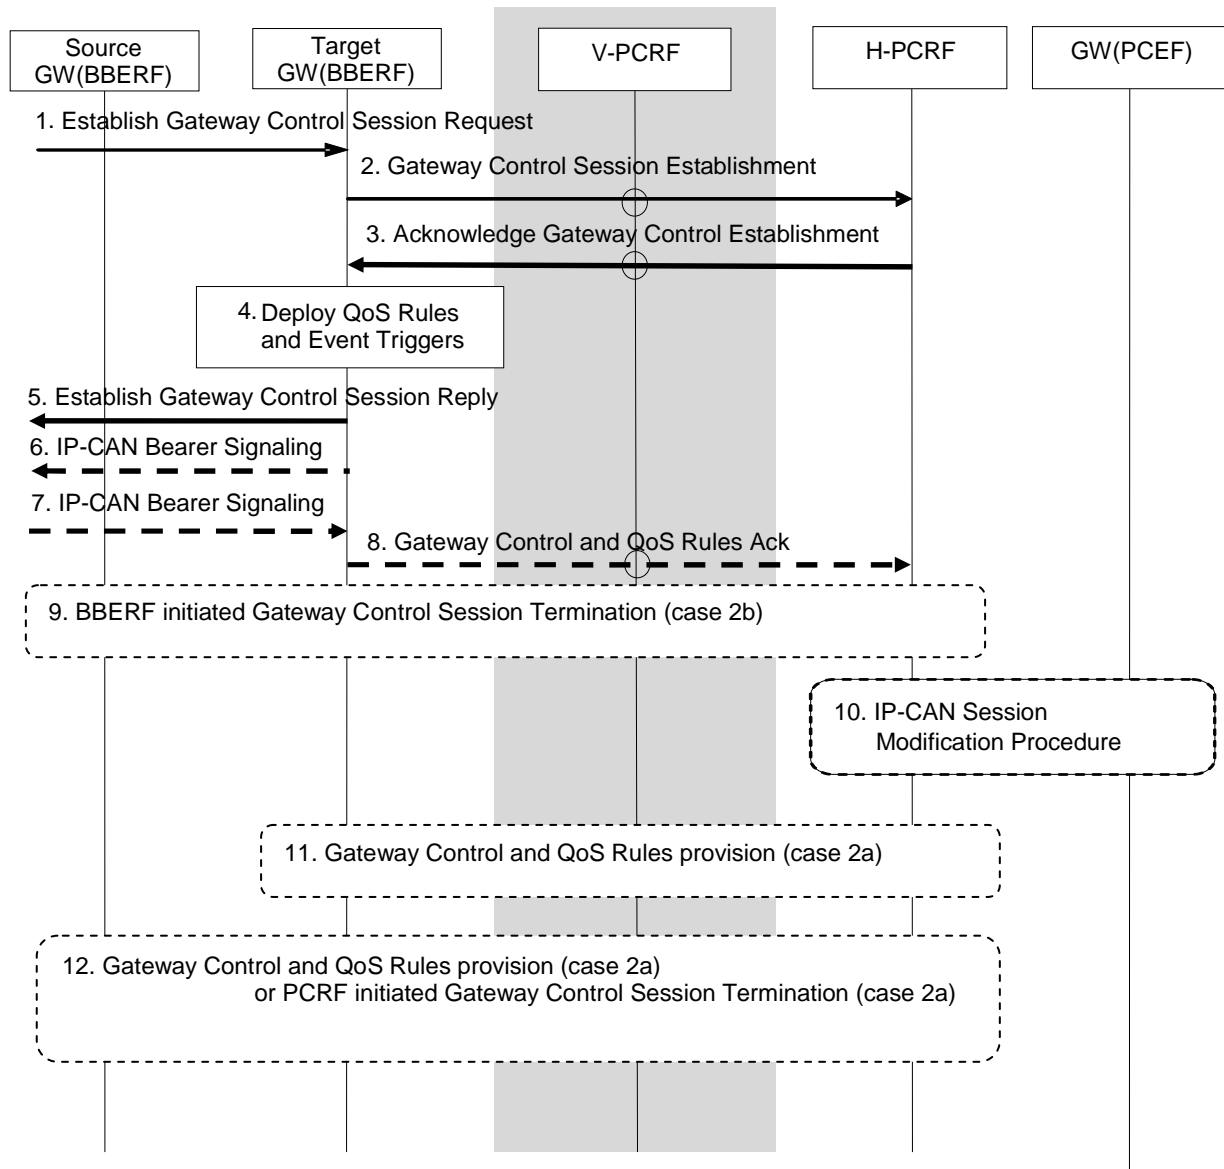 Source
GW(BBERF)
Target
GW(BBERF)
V-PCRF
H-PCRF
GW(PCEF)
1. Establish Gateway Control Session Request
2. Gateway Control Session Establishment
3. Acknowledge Gateway Control Establishment
4. Deploy QoS Rules
and Event Triggers
5. Establish Gateway Control Session Reply
6. IP-CAN Bearer Signaling
7. IP-CAN Bearer Signaling
8. Gateway Control and QoS Rules Ack
9. BBERF initiated Gateway Control Session Termination (case 2b)
10. IP-CAN Session
Modification Procedure
11. Gateway Control and QoS Rules provision (case 2a)
12. Gateway Control and QoS Rules provision (case 2a)
or PCRF initiated Gateway Control Session Termination (case 2a)